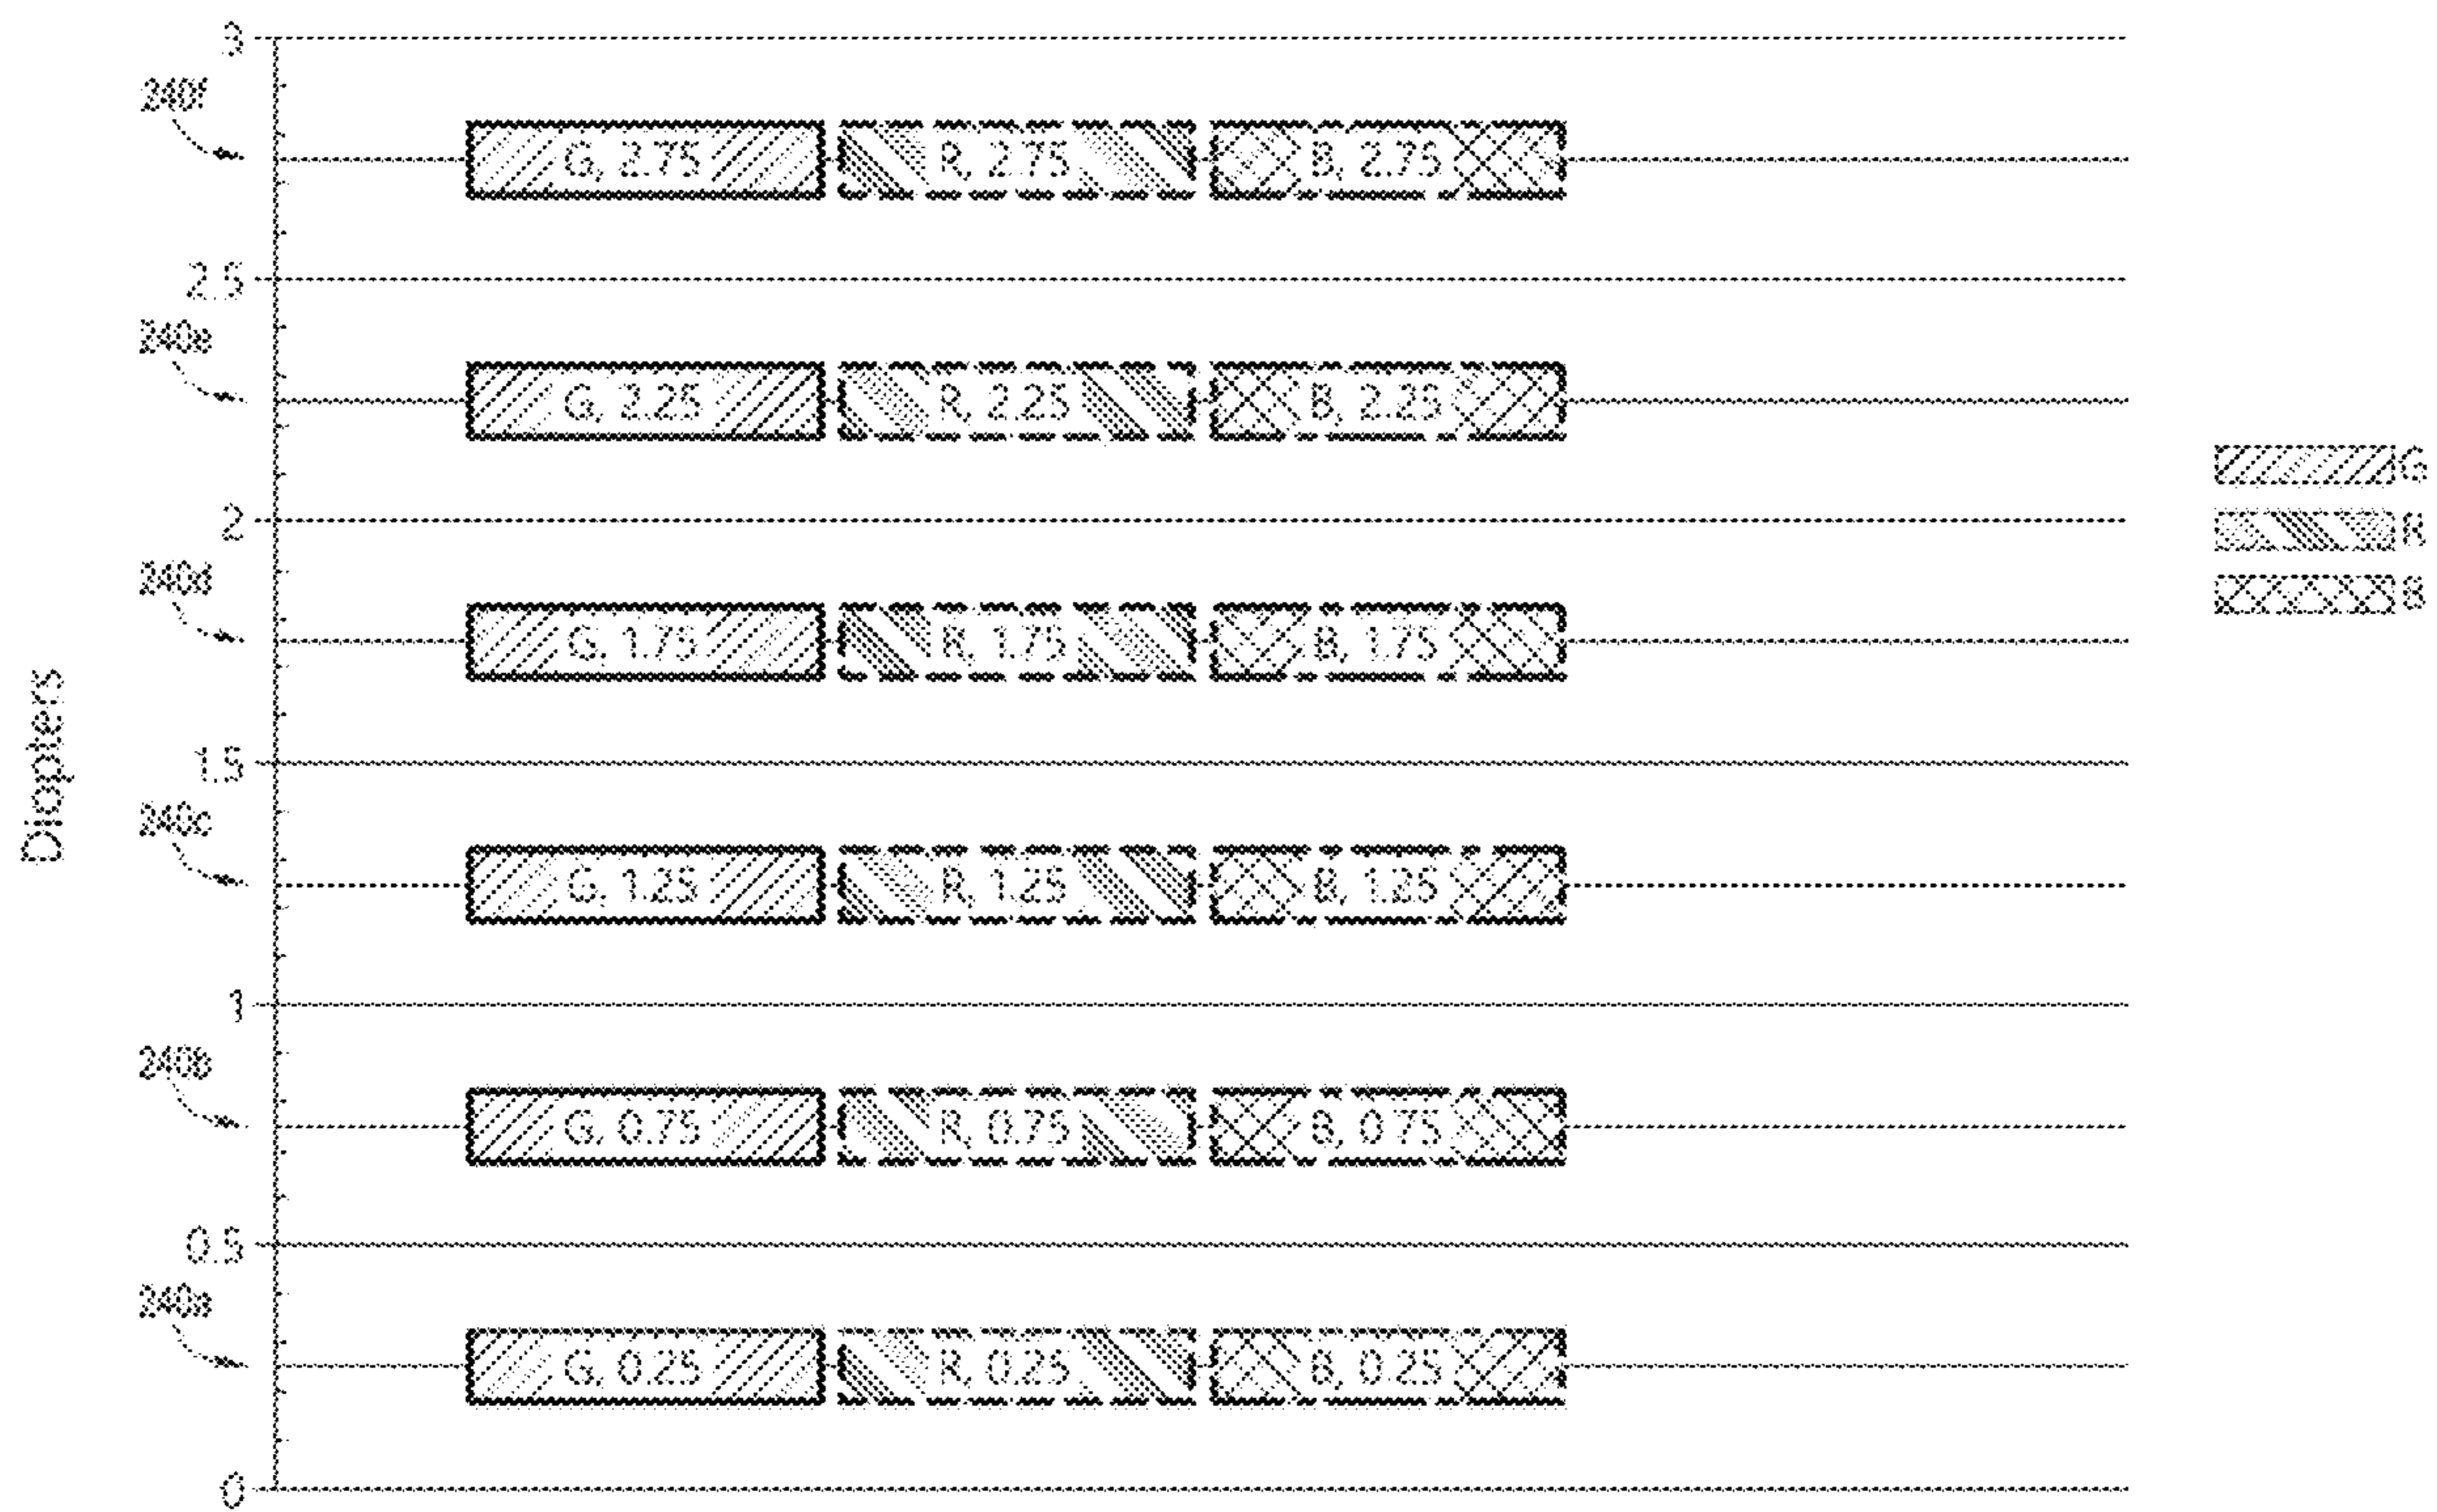 3
240f
G, 2.75 R, 2.75 B, 2.75
2.5
240e
G, 2.25 R, 2.25 B, 2.25
G
2
R
240d
B
G, 1.75 R, 1.75 B, 1.75
Diopters
1.5
240c
G, 1.25 R, 1.25 B, 1.25
1
240b
G, 0.75 R, 0.75 B, 0.75
0.5
240a
G, 0.25 R, 0.25 B, 0.25
0